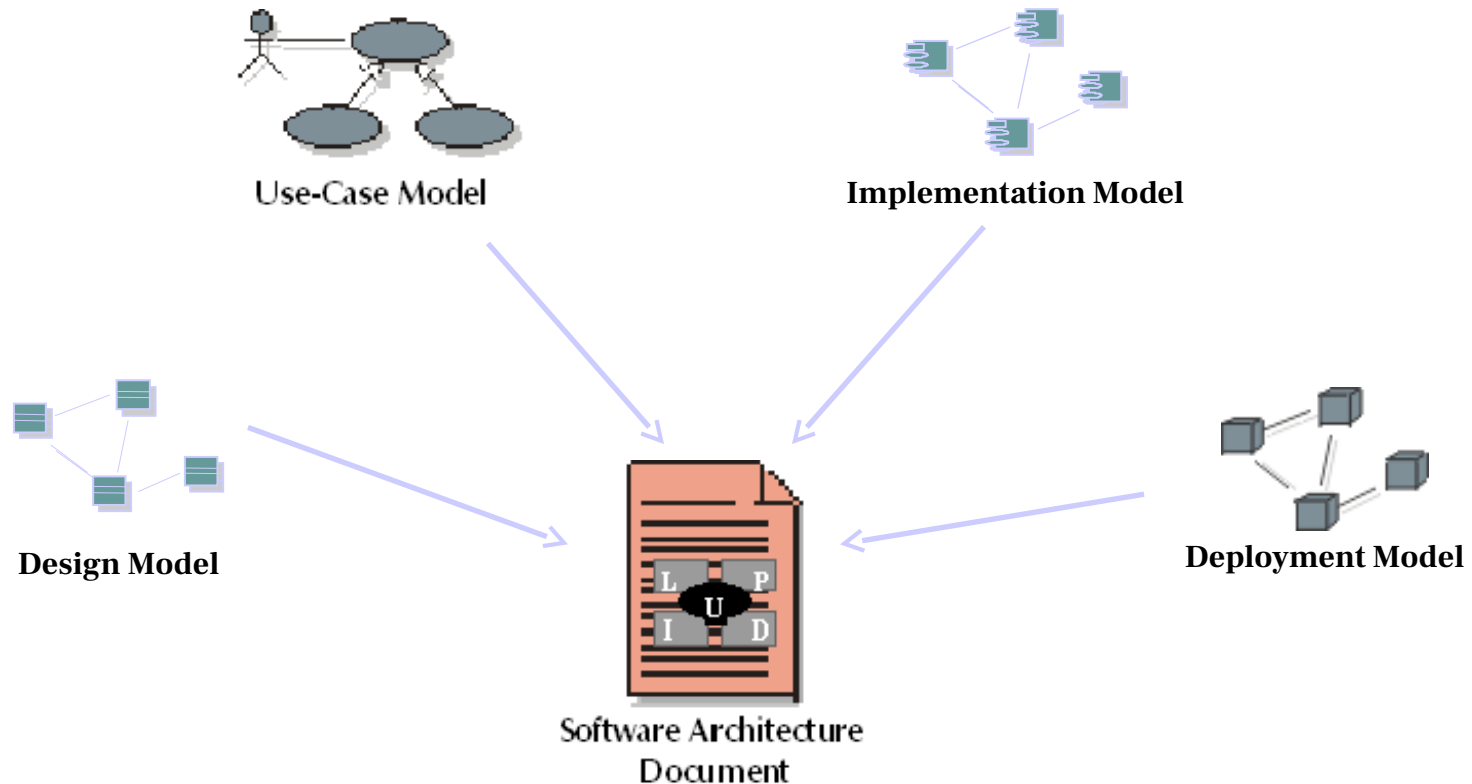 Use-Case Model
Implementation Model
Design Model
Deployment Model
L P
U
I D
Software Architecture
Document